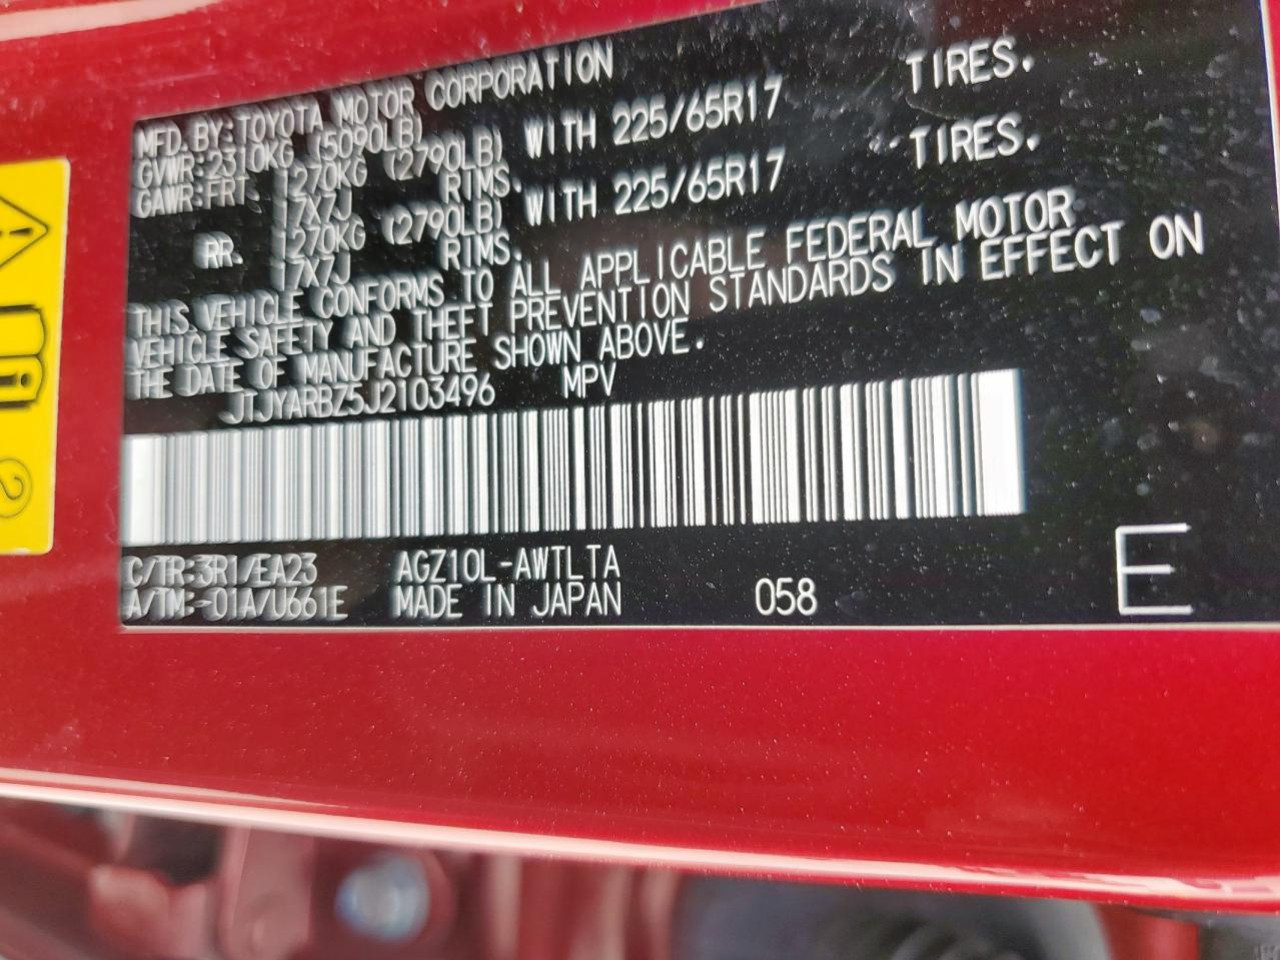 MFD. BY: TOYOTA MOTOR CORPORATION
GVWR: 2310KG (5090LB)
GAWR: FRT. 1270KG (2790LB) WITH 225/65R17 TIRES.
17X7J RIMS.
RR. 1270KG (2790LB) WITH 225/65R17 TIRES.
17X7J RIMS.
THIS VEHICLE CONFORMS TO ALL APPLICABLE FEDERAL MOTOR
VEHICLE SAFETY AND THEFT PREVENTION STANDARDS IN EFFECT ON
THE DATE OF MANUFACTURE SHOWN ABOVE.
JTJYARBZ5J2103496 MPV
C/TR: 3R1/EA23 AGZ10L-AWTLTA
A/TM: -01A/U661E MADE IN JAPAN 058 E
2